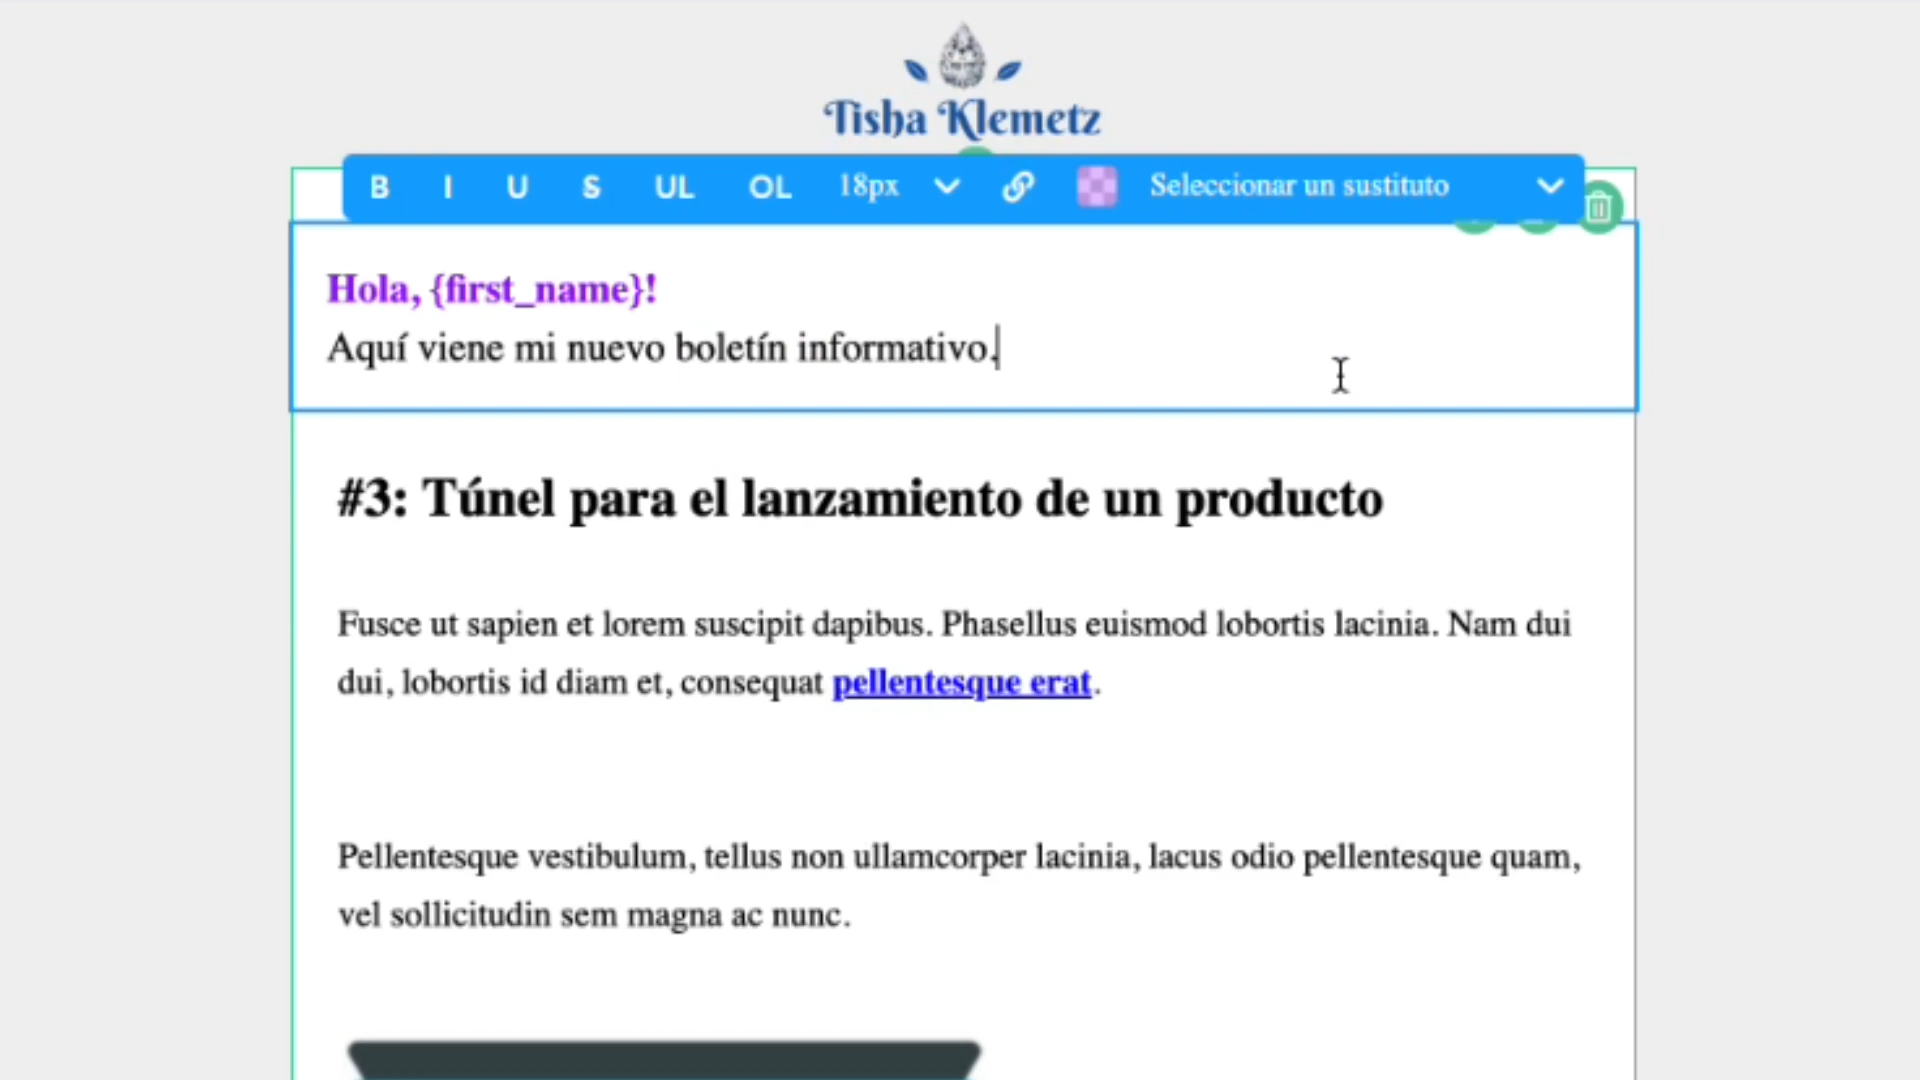 Tisha Klemetz
B I U S UL OL 18px Seleccionar un sustituto
Hola, {first_name}!
Aquí viene mi nuevo boletín informativo.
#3: Túnel para el lanzamiento de un producto
Fusce ut sapien et lorem suscipit dapibus. Phasellus euismod lobortis lacinia. Nam dui
dui, lobortis id diam et, consequat pellentesque erat.
Pellentesque vestibulum, tellus non ullamcorper lacinia, lacus odio pellentesque quam,
vel sollicitudin sem magna ac nunc.